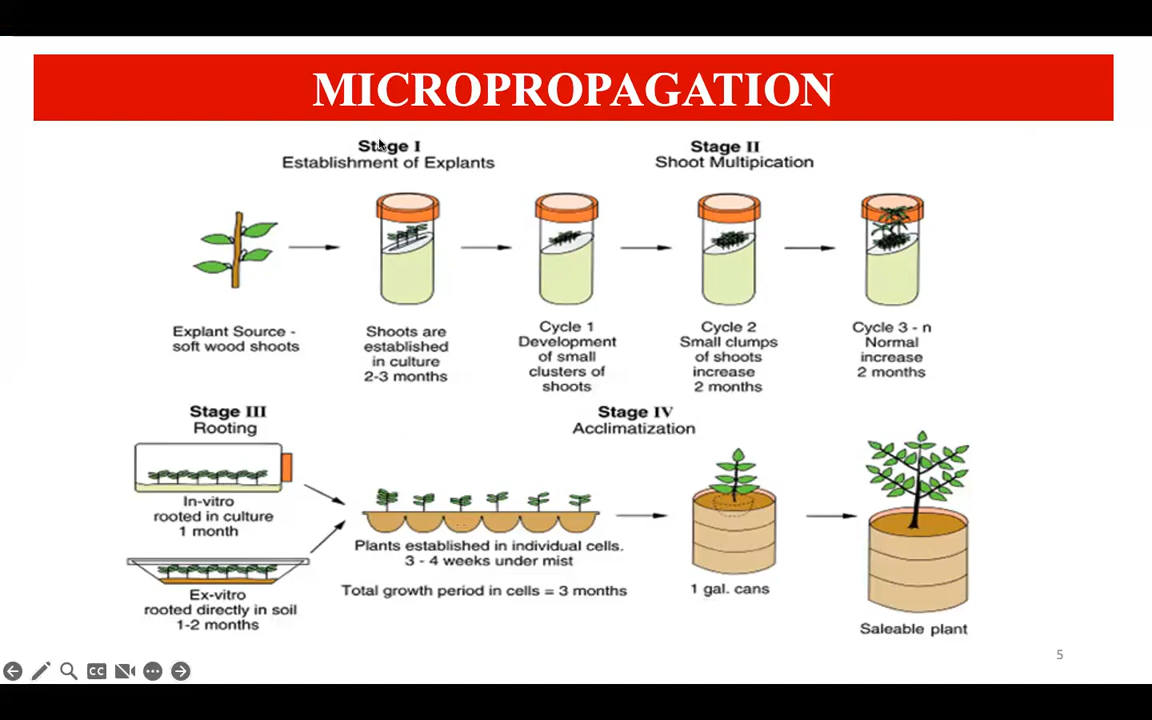 MICROPROPAGATION
Stage I
Establishment of Explants
Stage II
Shoot Multipication
Explant Source -
soft wood shoots
Shoots are
established
in culture
2-3 months
Cycle 1
Development
of small
clusters of
shoots
Cycle 2
Small clumps
of shoots
increase
2 months
Cycle 3 - n
Normal
increase
2 months
Stage III
Rooting
In-vitro
rooted in culture
1 month
Ex-vitro
rooted directly in soil
1-2 months
Stage IV
Acclimatization
Plants established in individual cells.
3 - 4 weeks under mist
Total growth period in cells = 3 months
1 gal. cans
Saleable plant
5
CC